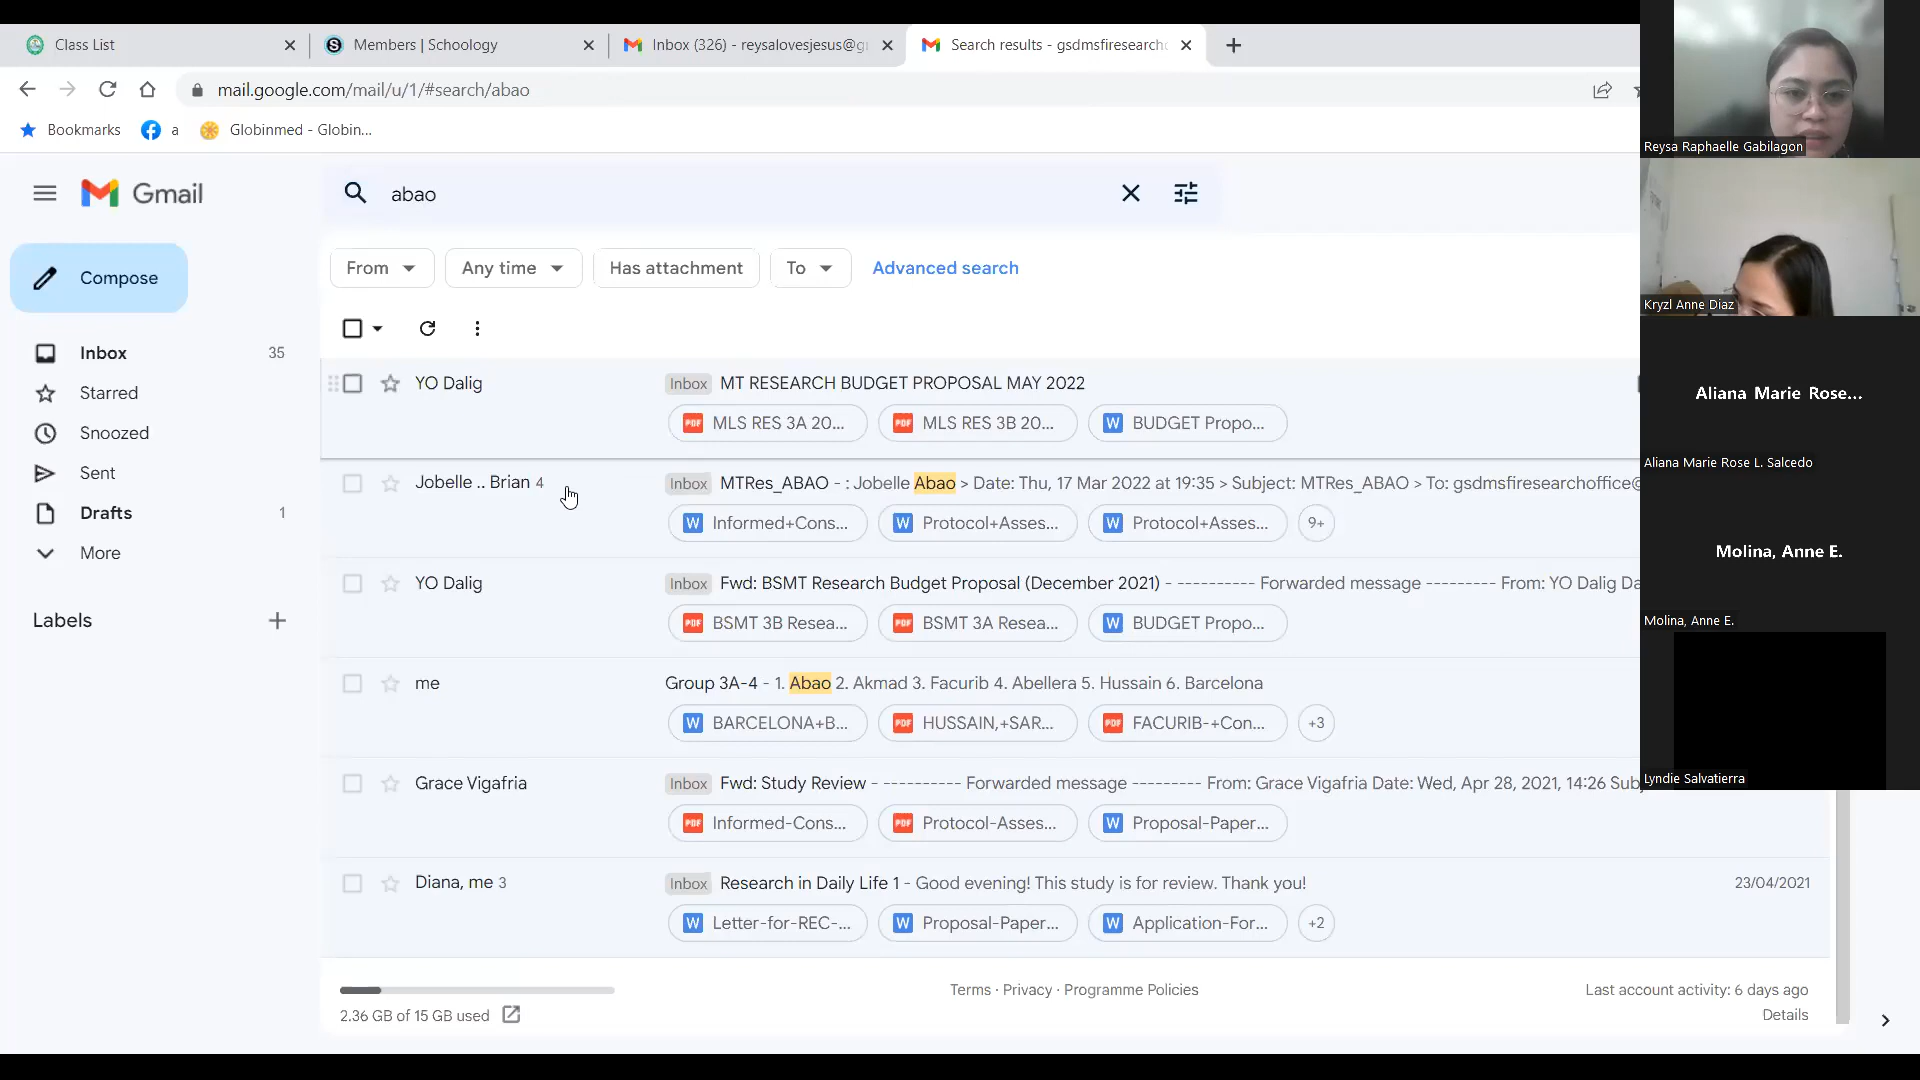 Class List
Members | Schoology
Inbox (326) - reysalovesjesus@g
Search results - gsdmsfiresearch
mail.google.com/mail/u/1/#search/abao
Bookmarks
a
Globinmed - Globin...
Gmail
abao
Compose
From
Any time
Has attachment
To
Advanced search
Inbox 35
Starred
Snoozed
Sent
Drafts 1
More
Labels
YO Dalig Inbox MT RESEARCH BUDGET PROPOSAL MAY 2022
PDF MLS RES 3A 20... PDF MLS RES 3B 20... W BUDGET Propo...
Jobelle .. Brian 4 Inbox MTRes_ABAO - : Jobelle Abao > Date: Thu, 17 Mar 2022 at 19:35 > Subject: MTRes_ABAO > To: gsdmsfiresearchoffice@
W Informed+Cons... W Protocol+Asses... W Protocol+Asses... 9+
YO Dalig Inbox Fwd: BSMT Research Budget Proposal (December 2021) - ---------- Forwarded message --------- From: YO Dalig Da
PDF BSMT 3B Resea... PDF BSMT 3A Resea... W BUDGET Propo...
me Group 3A-4 - 1. Abao 2. Akmad 3. Facurib 4. Abellera 5. Hussain 6. Barcelona
W BARCELONA+B... PDF HUSSAIN,+SAR... PDF FACURIB-+Con... +3
Grace Vigafria Inbox Fwd: Study Review - ---------- Forwarded message --------- From: Grace Vigafria Date: Wed, Apr 28, 2021, 14:26 Sub
PDF Informed-Cons... PDF Protocol-Asses... W Proposal-Paper...
Diana, me 3 Inbox Research in Daily Life 1 - Good evening! This study is for review. Thank you! 23/04/2021
W Letter-for-REC-... W Proposal-Paper... W Application-For... +2
2.36 GB of 15 GB used
Terms · Privacy · Programme Policies
Last account activity: 6 days ago
Details
Reysa Raphaelle Gabilagon
Kryzl Anne Diaz
Aliana Marie Rose...
Aliana Marie Rose L. Salcedo
Molina, Anne E.
Molina, Anne E.
Lyndie Salvatierra